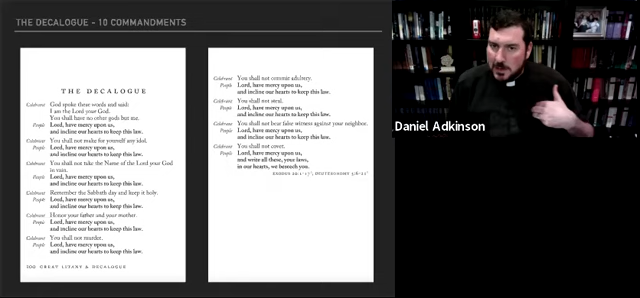 THE DECALOGUE - 10 COMMANDMENTS
THE DECALOGUE
Celebrant God spoke these words and said:
I am the Lord your God.
You shall have no other gods but me.
People Lord, have mercy upon us,
and incline our hearts to keep this law.
Celebrant You shall not make for yourself any idol.
People Lord, have mercy upon us,
and incline our hearts to keep this law.
Celebrant You shall not take the Name of the Lord your God
in vain.
People Lord, have mercy upon us,
and incline our hearts to keep this law.
Celebrant Remember the Sabbath day and keep it holy.
People Lord, have mercy upon us,
and incline our hearts to keep this law.
Celebrant Honor your father and your mother.
People Lord, have mercy upon us,
and incline our hearts to keep this law.
Celebrant You shall not murder.
People Lord, have mercy upon us,
and incline our hearts to keep this law.
100 GREAT LITANY & DECALOGUE
Celebrant You shall not commit adultery.
People Lord, have mercy upon us,
and incline our hearts to keep this law.
Celebrant You shall not steal.
People Lord, have mercy upon us,
and incline our hearts to keep this law.
Celebrant You shall not bear false witness against your neighbor.
People Lord, have mercy upon us,
and incline our hearts to keep this law.
Celebrant You shall not covet.
People Lord, have mercy upon us,
and write all these, your laws,
in our hearts, we beseech you.
EXODUS 20:1-17; DEUTERONOMY 5:6-21
Daniel Adkinson